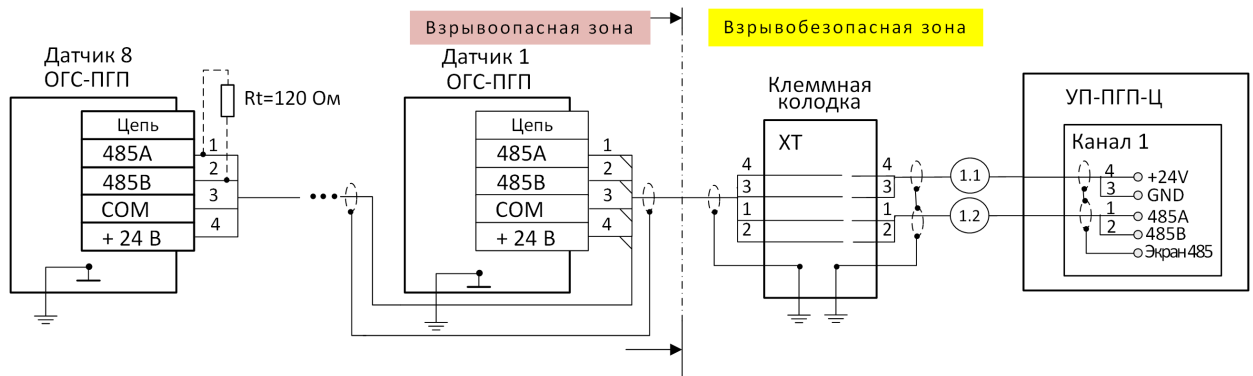 Взрывоопасная зона
Взрывобезопасная зона
Датчик 8
ОГС-ПГП
Rt=120 Ом
Цепь
485A
1
485B
2
COM
3
+ 24 В
4
Датчик 1
ОГС-ПГП
Цепь
485A
1
485B
2
COM
3
+ 24 В
4
Клеммная
колодка
XT
4
3
1
2
4
3
1
2
1.1
1.2
УП-ПГП-Ц
Канал 1
4
+24V
3
GND
1
485A
2
485B
Экран485